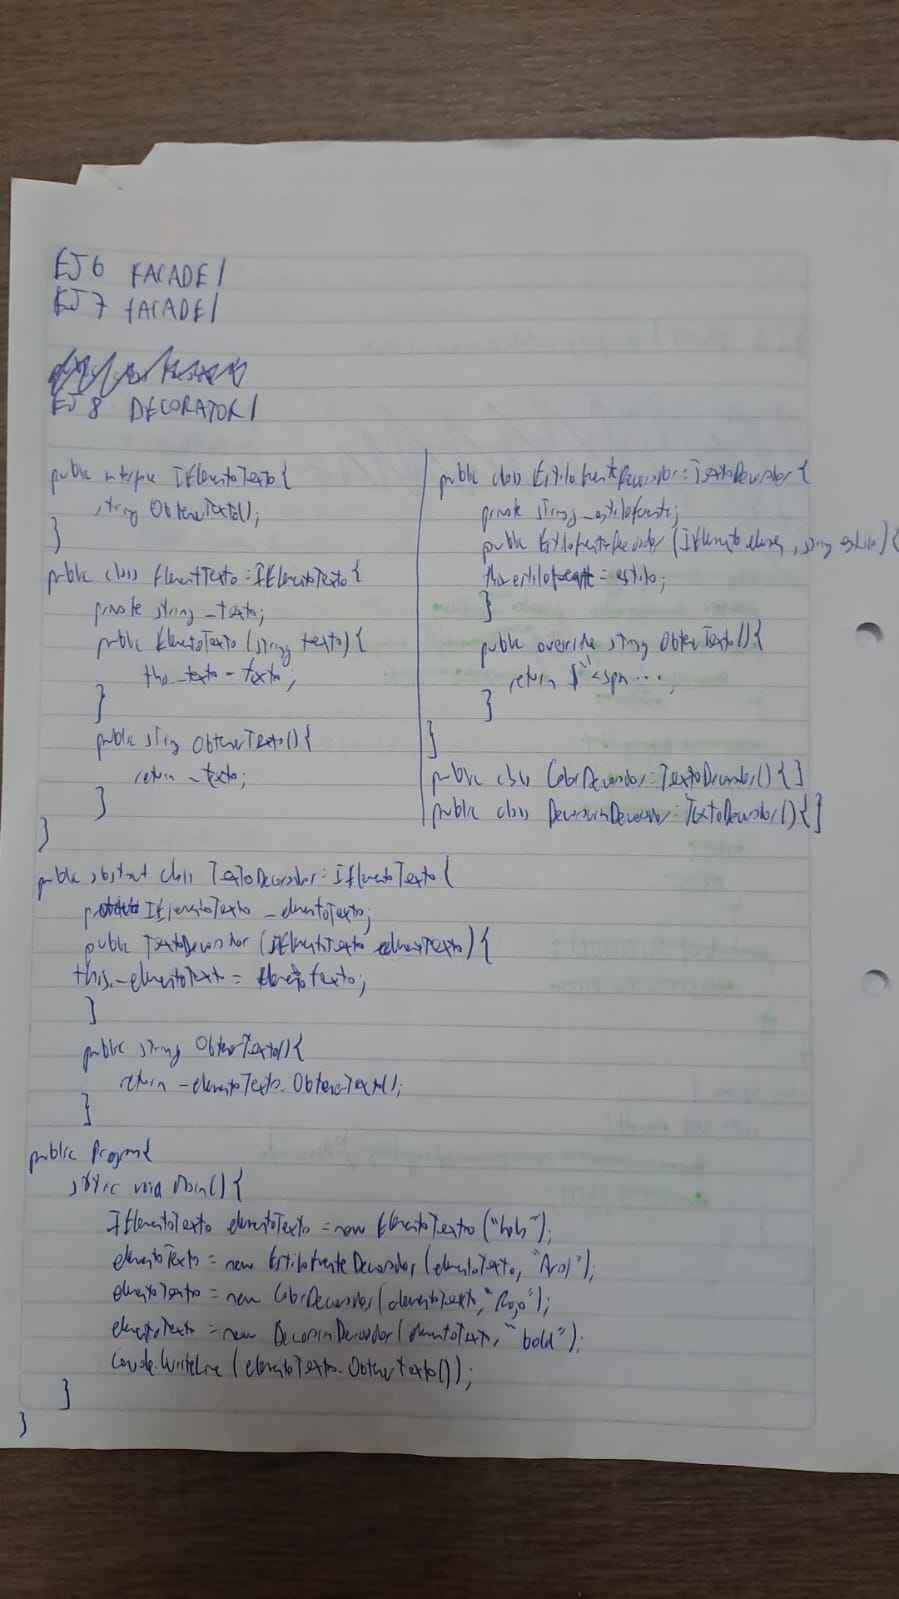 EJ6 FACADE/
EJ7 FACADE/
EJ8 DECORATOR/
public interface IElementoTexto{
string ObtenerTexto();
}
public class ElementoTexto:IElementoTexto{
private string _texto;
public ElementoTexto(string texto){
this._texto = texto;
}
public string ObtenerTexto(){
return _texto;
}
}
public abstract class TextoDecorador:IElementoTexto{
IElementoTexto _elementoTexto;
public TextoDecorador(IElementoTexto elementoTexto){
this._elementoTexto = elementoTexto;
}
public string ObtenerTexto(){
return _elementoTexto.ObtenerTexto();
}
public Program{
static void Main(){
IElementoTexto elementoTexto = new ElementoTexto("hola");
elementoTexto = new EstiloFuenteDecorador(elementoTexto, "Arial");
elementoTexto = new ColorDecorador(elementoTexto,"Rojo");
elementoTexto = new DecoracionDecorador(elementoTexto, "bold");
Console.WriteLine(elementoTexto.ObtenerTexto());
}
}
public class EstiloFuenteDecorador:TextoDecorador{
private string _estilofuente;
public EstiloFuenteDecorador(IElemento , string estilo){
this.estilofuente = estilo;
}
public override string ObtenerTexto(){
return $"<span ...;
}
}
public class ColorDecorador:TextoDecorador(){}
public class DecoracionDecorador:TextoDecorador(){}